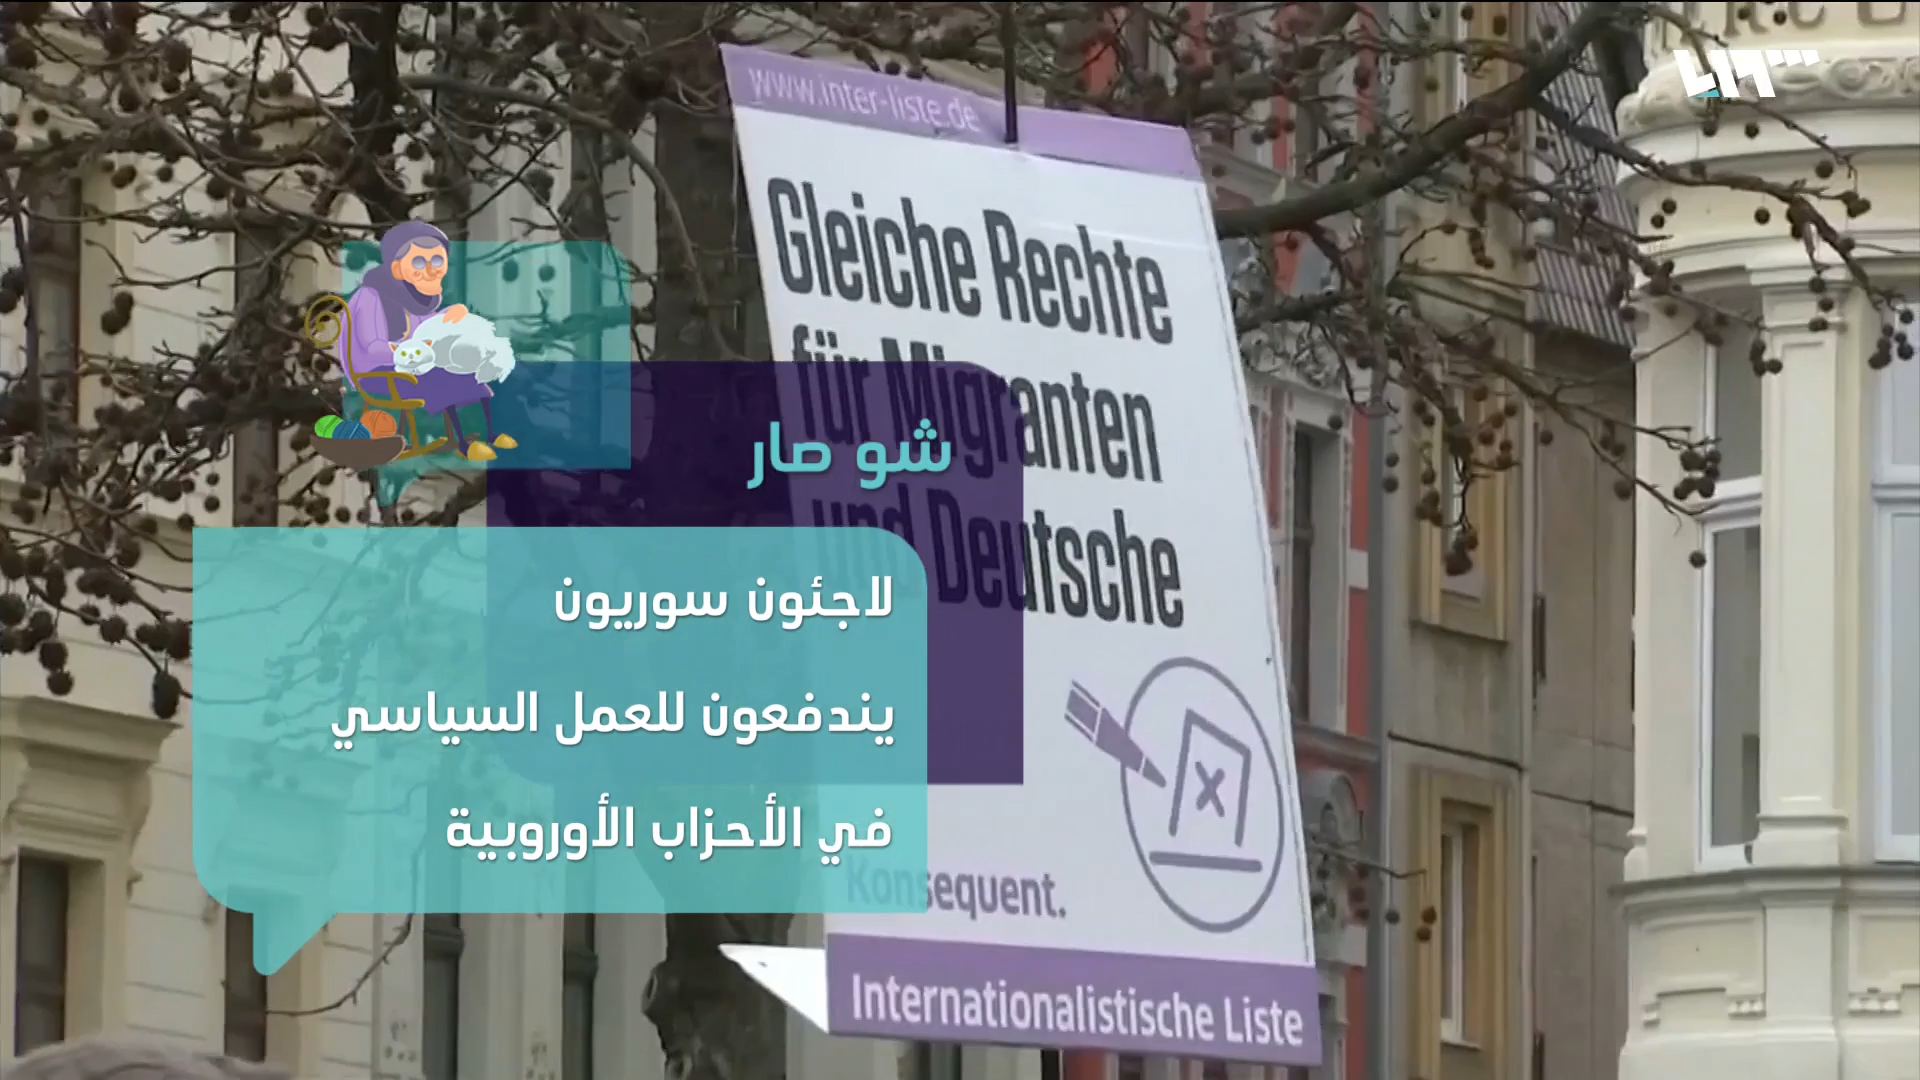 www.inter-liste.de
Gleiche Rechte
für Migranten
und Deutsche
Konsequent.
Internationalistische Liste
شو صار
لاجئون سوريون
يندفعون للعمل السياسي
في الأحزاب الأوروبية